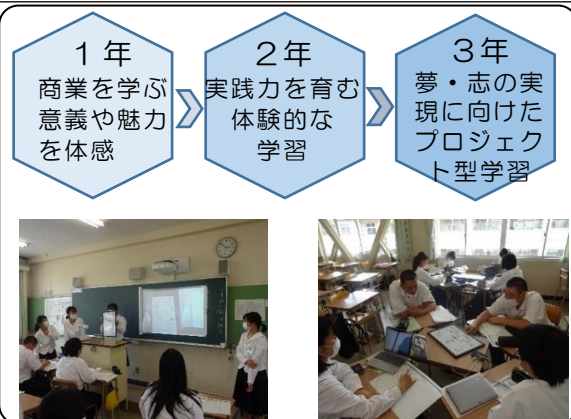 １年
商業を学ぶ
意義や魅力
を体感
２年
実践力を育む
体験的な
学習
３年
夢・志の実
現に向けた
プロジェク
ト型学習